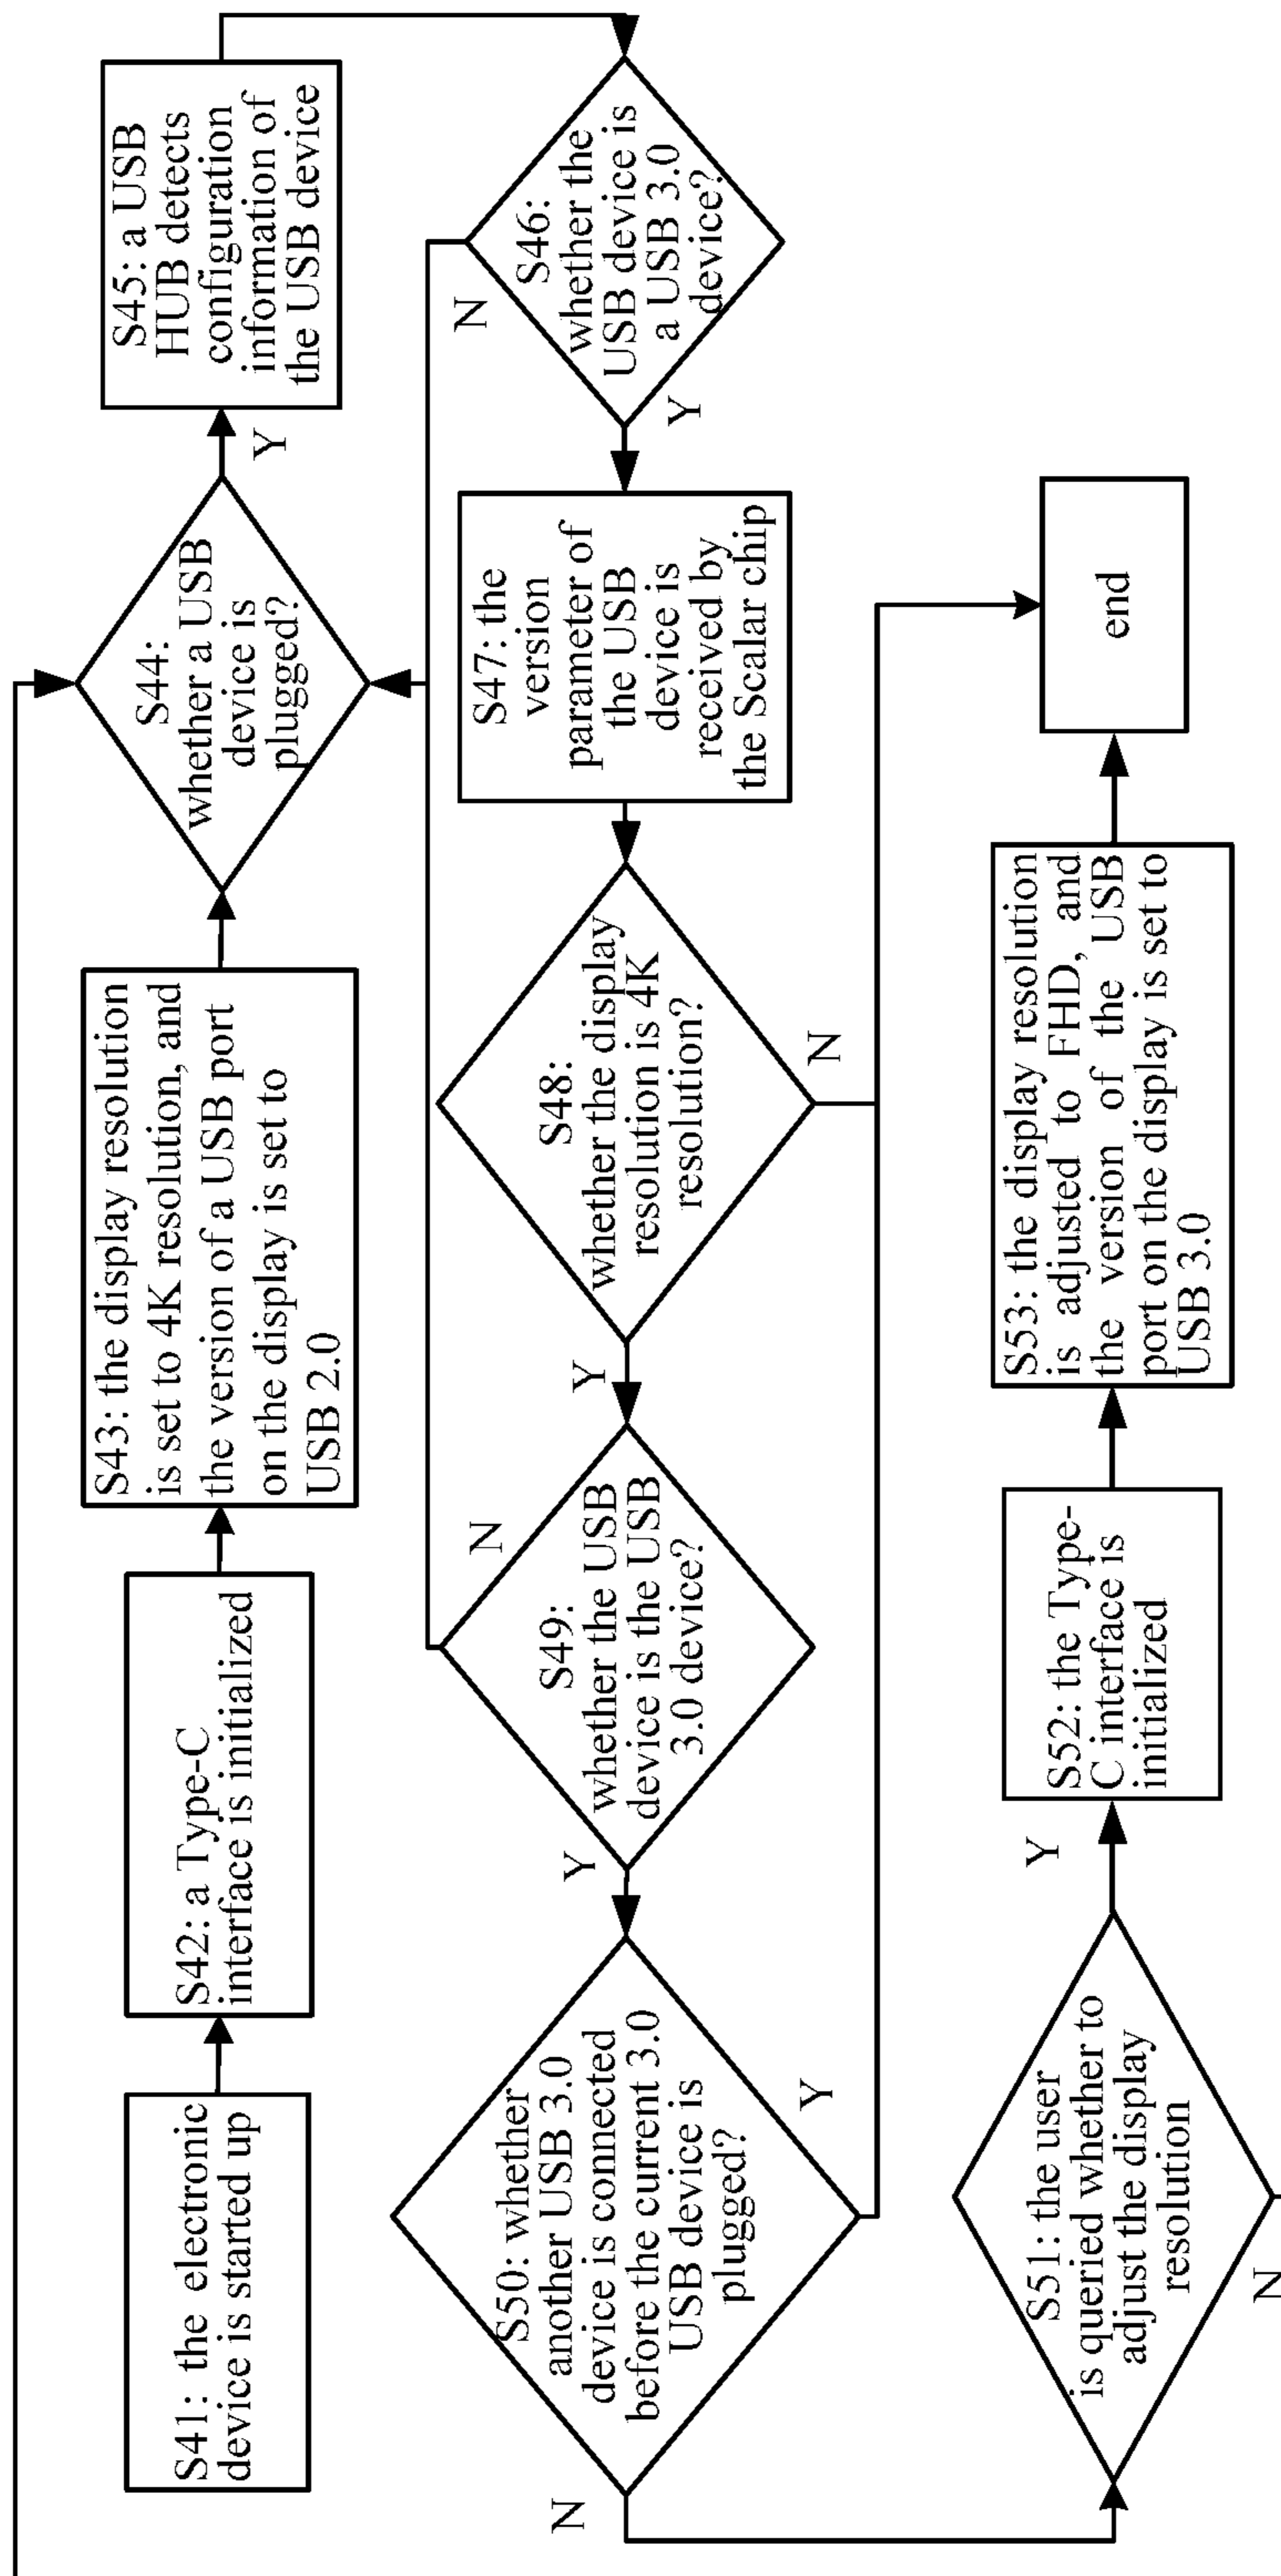 S41: the electronic
device is started up
S42: a Type-C
interface is initialized
S43: the display resolution
is set to 4K resolution, and
the version of a USB port
on the display is set to
USB 2.0
S44:
whether a USB
device is
plugged?
Y
S45: a USB
HUB detects
configuration
information of
the USB device
S46:
whether the
USB device is
a USB 3.0
device?
N
Y
S47: the
version
parameter of
the USB
device is
received by
the Scalar chip
S48:
whether the display
resolution is 4K
resolution?
N
Y
S49:
whether the USB
device is the USB
3.0 device?
N
Y
S50: whether
another USB 3.0
device is connected
before the current 3.0
USB device is
plugged?
Y
N
S51: the user
is queried whether to
adjust the display
resolution
N
Y
S52: the Type-
C interface is
initialized
S53: the display resolution
is adjusted to FHD, and
the version of the USB
port on the display is set to
USB 3.0
end